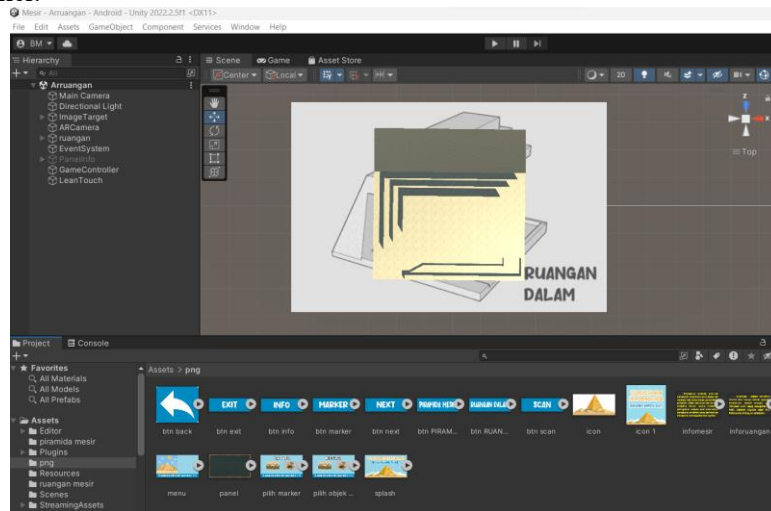 Mesir - Arruangan - Android - Unity 2022.2.5f1 <DX11>
File Edit Assets GameObject Component Services Window Help
BM
Hierarchy
Scene
Game
Asset Store
All
Center
Local
2D
Arruangan
Main Camera
Directional Light
ImageTarget
ARCamera
ruangan
EventSystem
PanelInfo
GameController
LeanTouch
z
x
Top
RUANGAN
DALAM
Project
Console
Favorites
All Materials
All Models
All Prefabs
Assets
Editor
piramida mesir
Plugins
png
Resources
ruangan mesir
Scenes
StreamingAssets
Assets > png
EXIT
INFO
MARKER
NEXT
SCAN
btn back
btn exit
btn info
btn marker
btn next
btn PIRAM...
btn RUAN...
btn scan
icon
icon 1
infomesir
inforuangan
menu
panel
pilih marker
pilih objek ...
splash